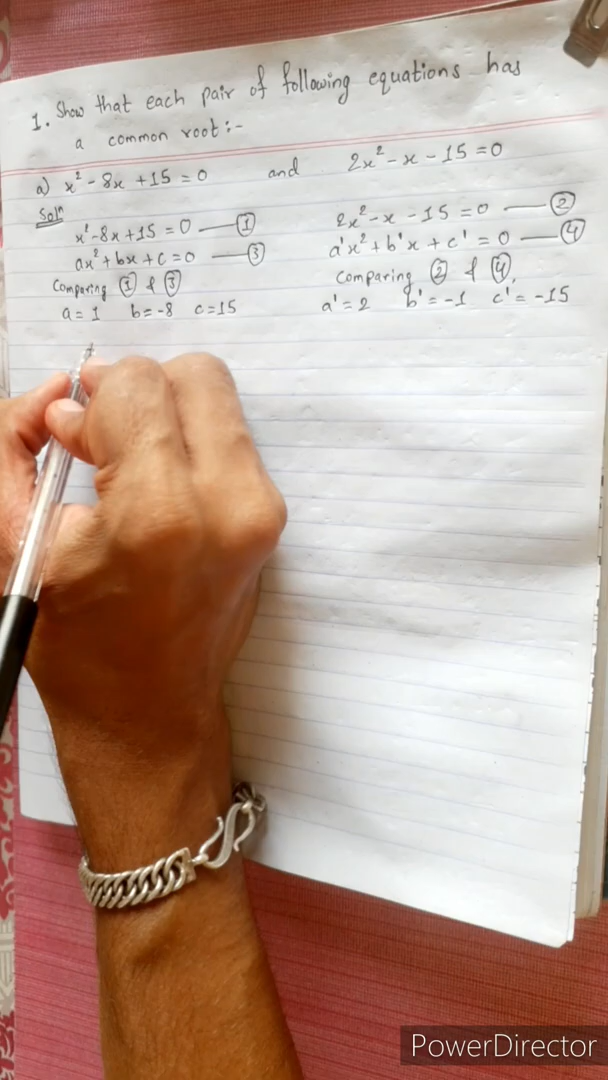 1. Show that each pair of following equations has
a common root:-
a) x² - 8x + 15 = 0 and 2x² - x - 15 = 0
Solⁿ
x² - 8x + 15 = 0 —— ①
2x² - x - 15 = 0 —— ②
ax² + bx + c = 0 —— ③
a'x² + b'x + c' = 0 —— ④
Comparing ① & ③
Comparing ② & ④
a = 1 b = -8 c = 15
a' = 2 b' = -1 c' = -15
PowerDirector